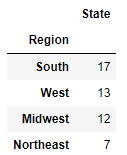 State
Region
South 17
West 13
Midwest 12
Northeast 7